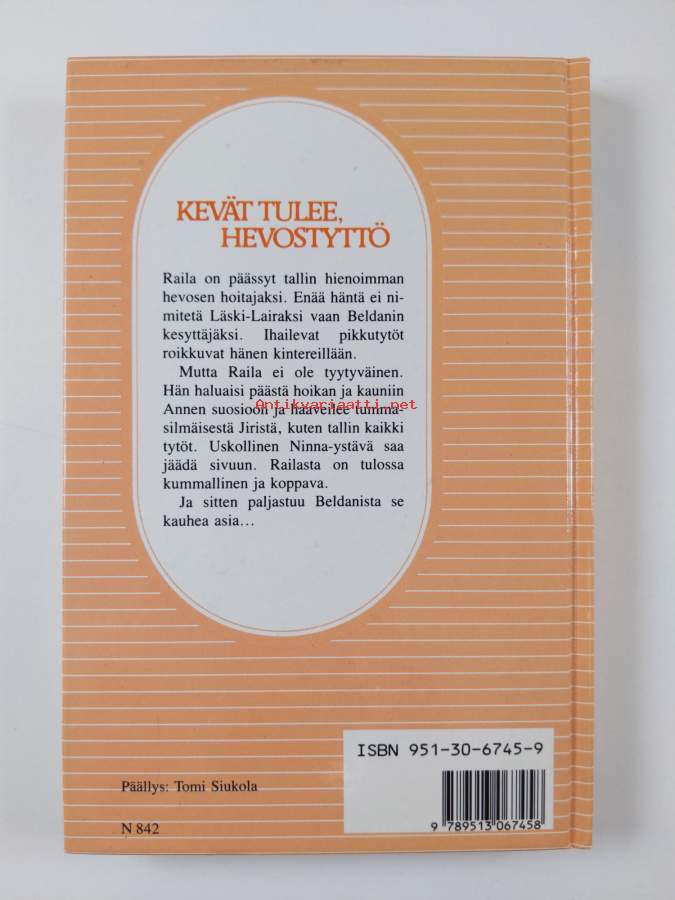 KEVÄT TULEE,
HEVOSTYTTÖ
Raila on päässyt tallin hienoimman
hevosen hoitajaksi. Enää häntä ei ni-
mitetä Läski-Lairaksi vaan Beldanin
kesyttäjäksi. Ihailevat pikkutytöt
roikkuvat hänen kintereillään.
Mutta Raila ei ole tyytyväinen.
Hän haluaisi päästä hoikan ja kauniin
Annen suosioon ja haaveilee tumma-
silmäisestä Jiristä, kuten tallin kaikki
tytöt. Uskollinen Ninna-ystävä saa
jäädä sivuun. Railasta on tulossa
kummallinen ja koppava.
Ja sitten paljastuu Beldanista se
kauhea asia...
Antikvariaatti.net
ISBN 951-30-6745-9
9 789513 067458
Päällys: Tomi Siukola
N 842